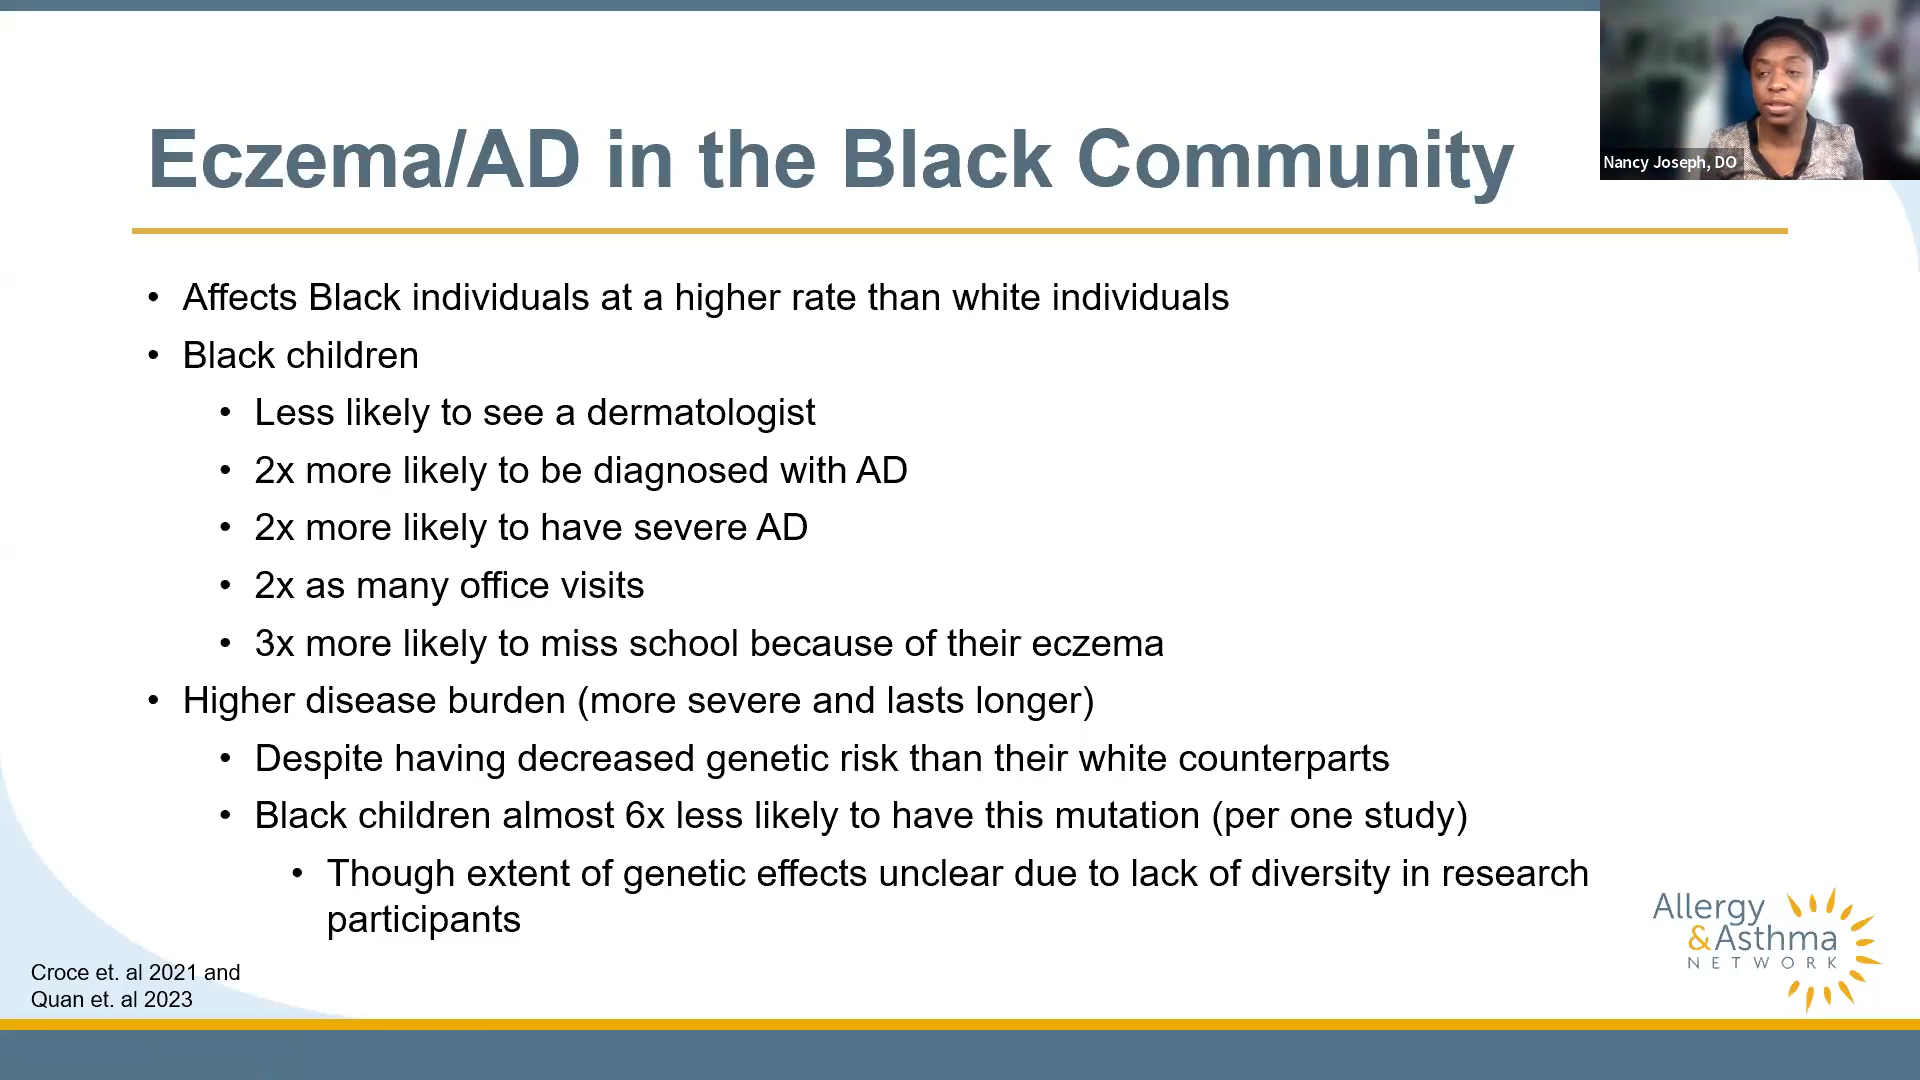 Eczema/AD in the Black Community
Nancy Joseph, DO
• Affects Black individuals at a higher rate than white individuals
• Black children
• Less likely to see a dermatologist
• 2x more likely to be diagnosed with AD
• 2x more likely to have severe AD
• 2x as many office visits
• 3x more likely to miss school because of their eczema
• Higher disease burden (more severe and lasts longer)
• Despite having decreased genetic risk than their white counterparts
• Black children almost 6x less likely to have this mutation (per one study)
• Though extent of genetic effects unclear due to lack of diversity in research
participants
Croce et. al 2021 and
Quan et. al 2023
Allergy
&Asthma
NETWORK